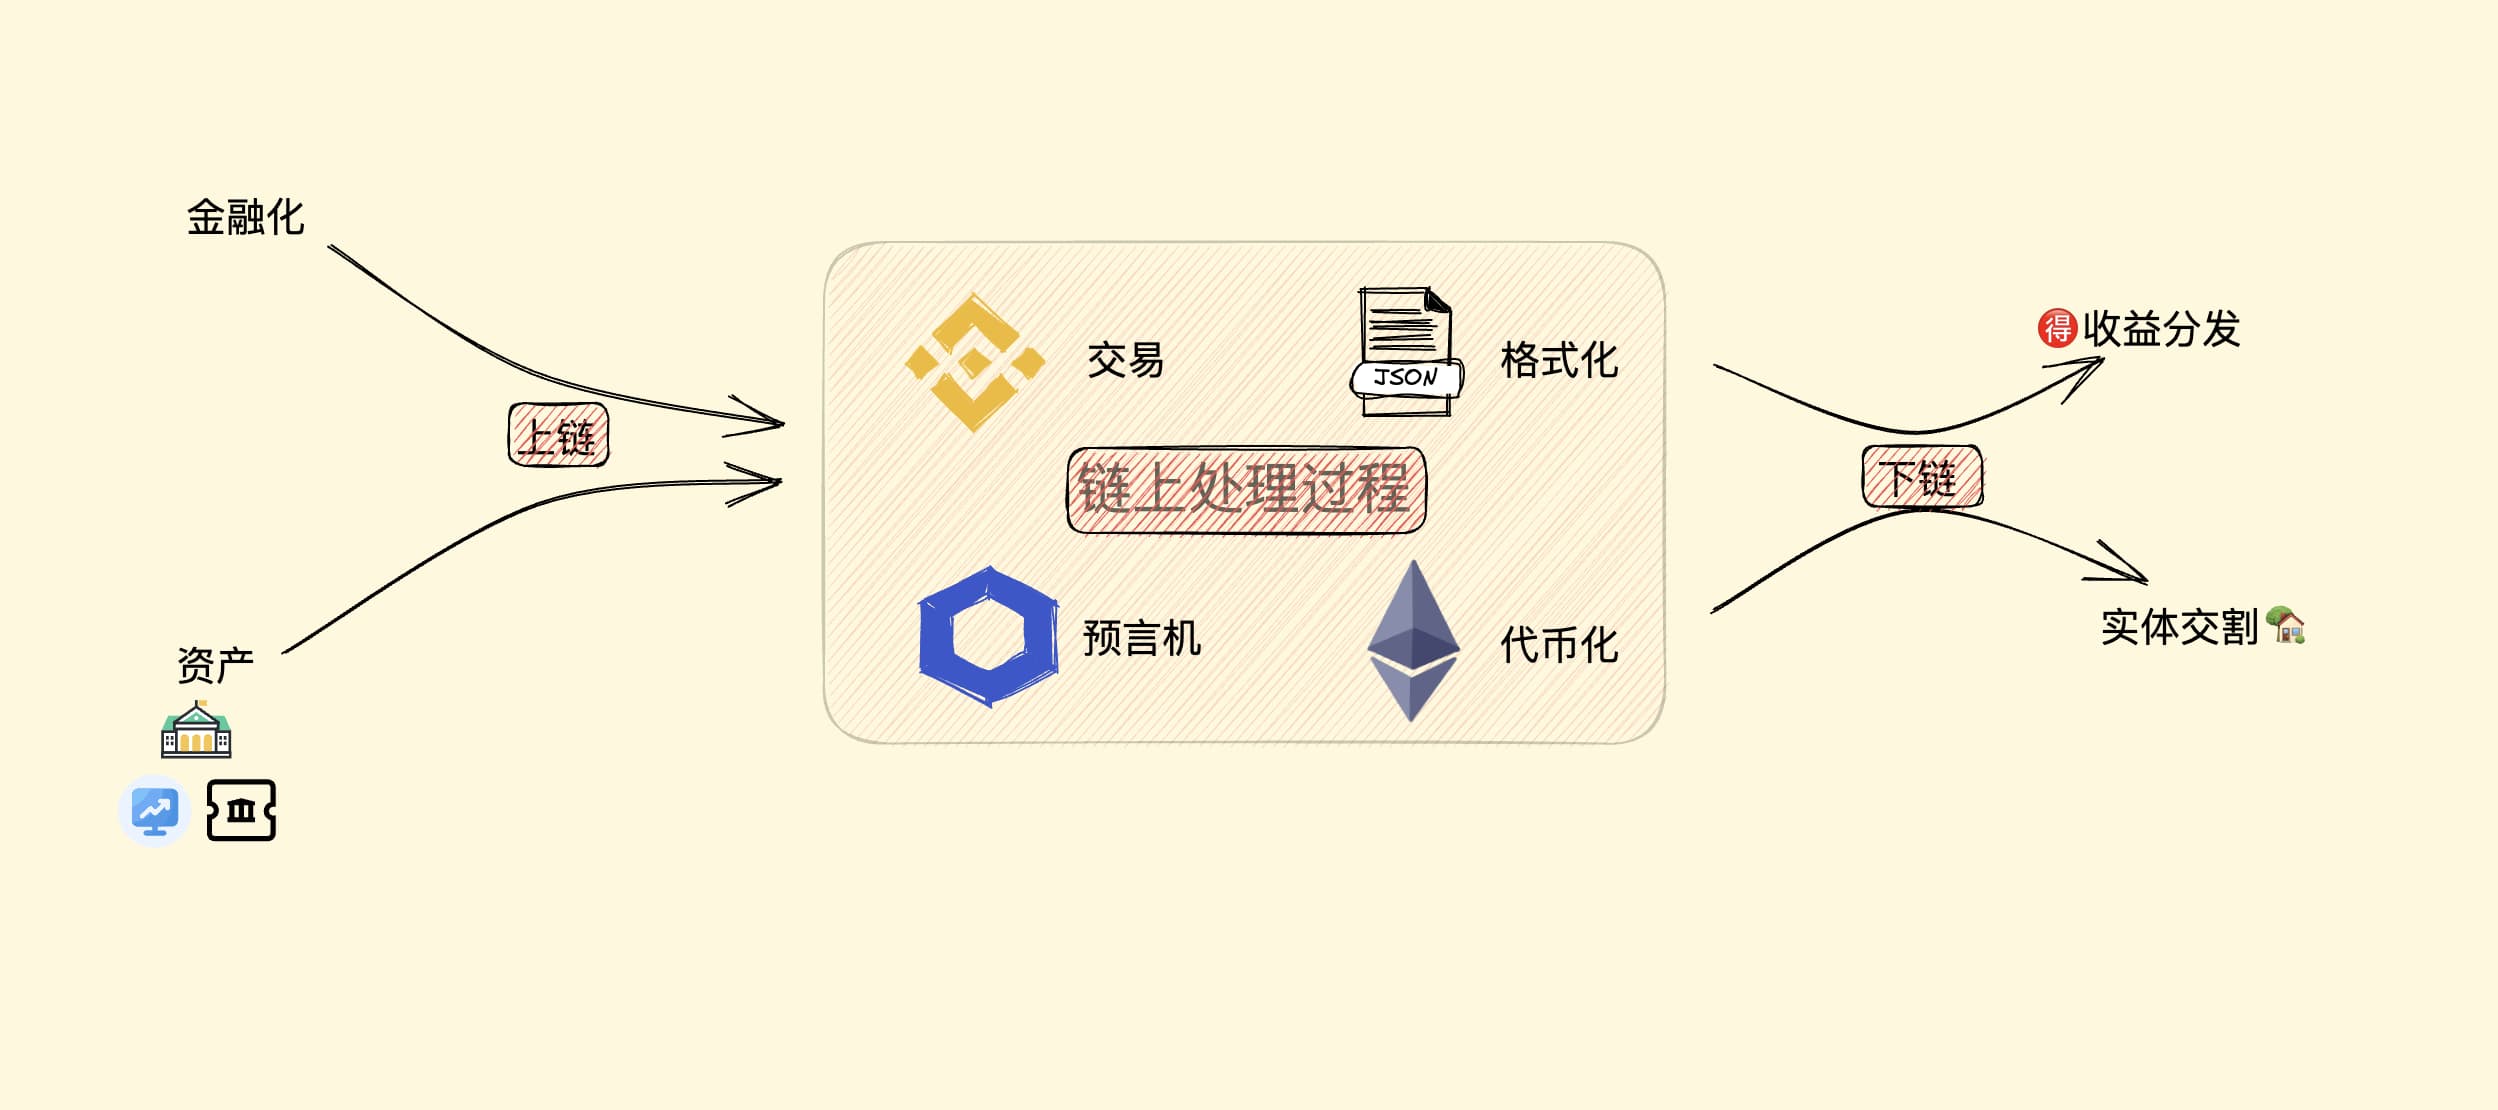 金融化
上链
资产
交易
JSON
格式化
链上处理过程
预言机
代币化
得收益分发
下链
实体交割